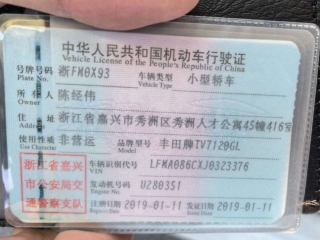 中华人民共和国机动车行驶证
Vehicle License of the People's Republic of China
号牌号码 浙FM0X93 车辆类型 小型轿车
Plate No. Vehicle Type
所有人 陈经伟
Owner
住址 浙江省嘉兴市秀洲区秀洲人才公寓45幢416室
Address
使用性质 非营运 品牌型号 丰田牌TV7120GL
Use Character Model
浙江省嘉兴市公安局交通警察支队
车辆识别代号 LFMA086CXJ0323376
VIN
发动机号码 U280351
Engine No.
注册日期 2019-01-11 发证日期 2019-01-11
Register Date Issue Date